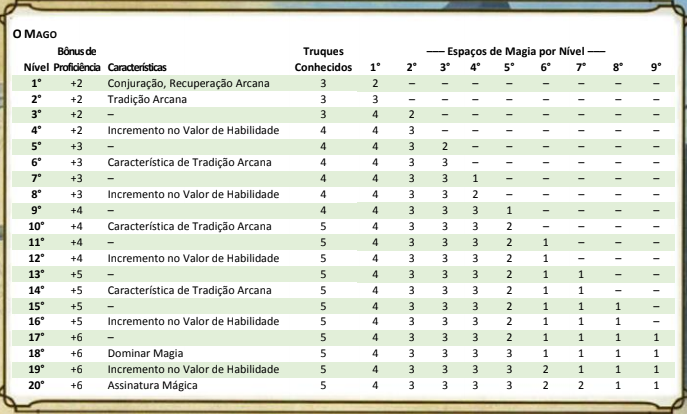 O MAGO
Bônus de Truques —— Espaços de Magia por Nível ——
Nível Proficiência Características Conhecidos 1° 2° 3° 4° 5° 6° 7° 8° 9°
1° +2 Conjuração, Recuperação Arcana 3 2 – – – – – – – –
2° +2 Tradição Arcana 3 3 – – – – – – – –
3° +2 – 3 4 2 – – – – – – –
4° +2 Incremento no Valor de Habilidade 4 4 3 – – – – – – –
5° +3 – 4 4 3 2 – – – – – –
6° +3 Característica de Tradição Arcana 4 4 3 3 – – – – – –
7° +3 – 4 4 3 3 1 – – – – –
8° +3 Incremento no Valor de Habilidade 4 4 3 3 2 – – – – –
9° +4 – 4 4 3 3 3 1 – – – –
10° +4 Característica de Tradição Arcana 5 4 3 3 3 2 – – – –
11° +4 – 5 4 3 3 3 2 1 – – –
12° +4 Incremento no Valor de Habilidade 5 4 3 3 3 2 1 – – –
13° +5 – 5 4 3 3 3 2 1 1 – –
14° +5 Característica de Tradição Arcana 5 4 3 3 3 2 1 1 – –
15° +5 – 5 4 3 3 3 2 1 1 1 –
16° +5 Incremento no Valor de Habilidade 5 4 3 3 3 2 1 1 1 –
17° +6 – 5 4 3 3 3 2 1 1 1 1
18° +6 Dominar Magia 5 4 3 3 3 3 1 1 1 1
19° +6 Incremento no Valor de Habilidade 5 4 3 3 3 3 2 1 1 1
20° +6 Assinatura Mágica 5 4 3 3 3 3 2 2 1 1